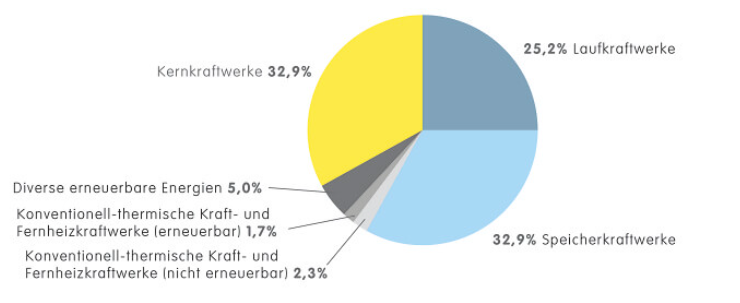 25,2% Laufkraftwerke
Kernkraftwerke 32,9%
Diverse erneuerbare Energien 5,0%
Konventionell-thermische Kraft- und
Fernheizkraftwerke (erneuerbar) 1,7%
Konventionell-thermische Kraft- und
Fernheizkraftwerke (nicht erneuerbar) 2,3%
32,9% Speicherkraftwerke